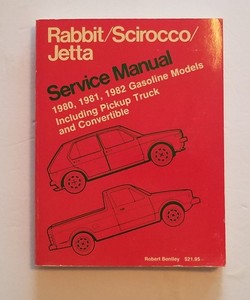 Rabbit/Scirocco/
Jetta
Service Manual
1980, 1981, 1982 Gasoline Models
Including Pickup Truck
and Convertible
Robert Bentley $21.95